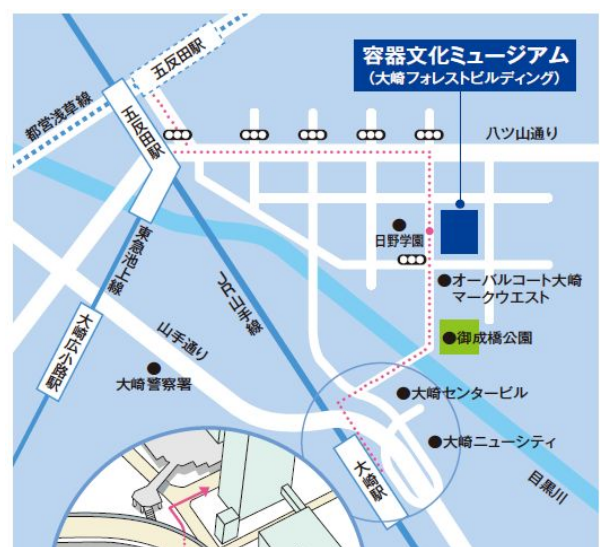 五反田駅
容器文化ミュージアム
(大崎フォレストビルディング)
都営浅草線
五反田駅
八ツ山通り
日野学園
東急池上線
JR山手線
オーバルコート大崎
マークウエスト
山手通り
大崎広小路駅
御成橋公園
大崎警察署
大崎センタービル
大崎ニューシティ
大崎駅
目黒川